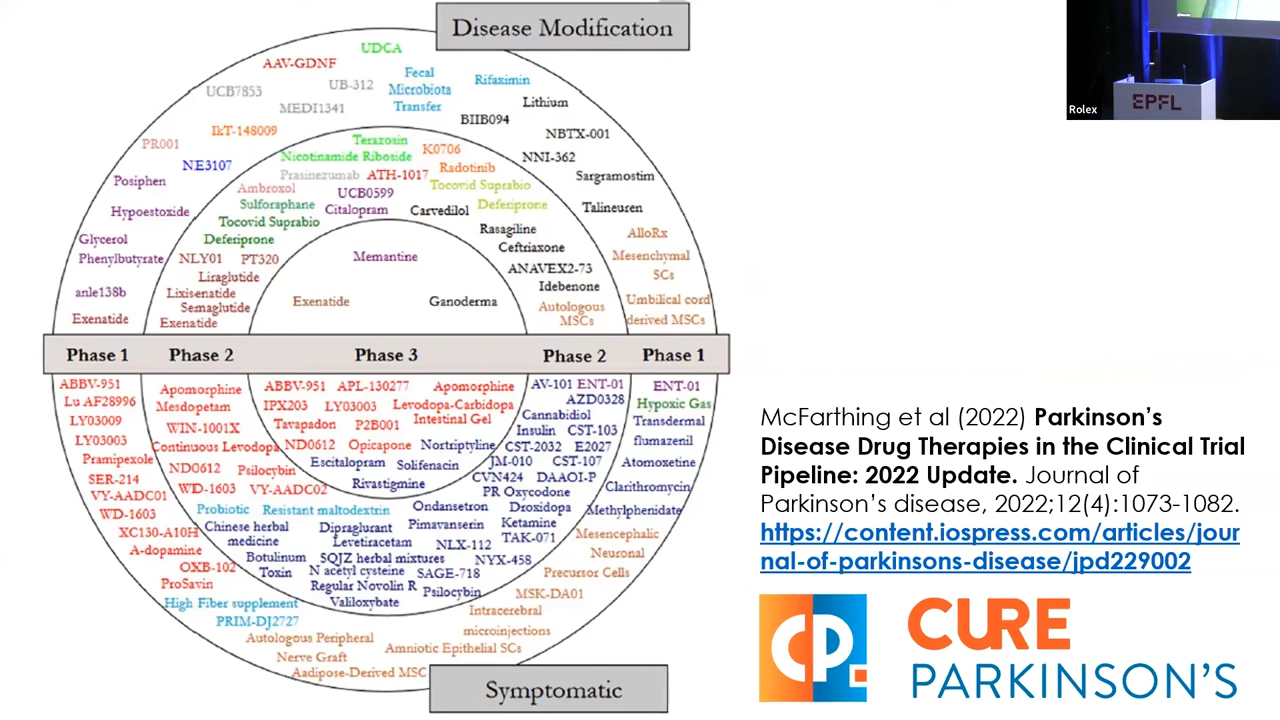 Disease Modification
UDCA
AAV-GDNF
Fecal
Microbiota
Transfer
Rifaximin
UB-312
UCB7853
MEDI1341
Lithium
BIIB094
IkT-148009
NBTX-001
PR001
NE3107
NNI-362
Posiphen
Sargramostim
Hypoestoxide
Talineuren
Glycerol
Phenylbutyrate
AlloRx
Mesenchymal
SCs
anle138b
Exenatide
Umbilical cord
derived MSCs
Terazosin
Nicotinamide Riboside
K0706
Prasinezumab
ATH-1017
Radotinib
Ambroxol
UCB0599
Tocovid Suprabio
Sulforaphane
Citalopram
Carvedilol
Deferiprone
Tocovid Suprabio
Deferiprone
Rasagiline
Ceftriaxone
NLY01
PT320
Liraglutide
ANAVEX2-73
Idebenone
Lixisenatide
Semaglutide
Exenatide
Autologous
MSCs
Memantine
Exenatide
Ganoderma
Phase 1
Phase 2
Phase 3
Phase 2
Phase 1
ABBV-951
Lu AF28996
LY03009
LY03003
Pramipexole
SER-214
VY-AADC01
WD-1603
XC130-A10H
A-dopamine
OXB-102
ProSavin
High Fiber supplement
PRIM-DJ2727
Autologous Peripheral
Nerve Graft
Aadipose-Derived MSC
Amniotic Epithelial SCs
Apomorphine
Mesdopetam
WIN-1001X
Continuous Levodopa
ND0612
Psilocybin
WD-1603
VY-AADC02
Probiotic
Resistant maltodextrin
Chinese herbal
medicine
Dipraglurant
Levetiracetam
Botulinum
Toxin
SQJZ herbal mixtures
N acetyl cysteine
Regular Novolin R
Valiloxybate
ABBV-951
APL-130277
Apomorphine
IPX203
LY03003
Levodopa-Carbidopa
Intestinal Gel
Tavapadon
P2B001
ND0612
Opicapone
Nortriptyline
Escitalopram
Solifenacin
Rivastigmine
AV-101
ENT-01
AZD0328
Cannabidiol
Insulin
CST-103
CST-2032
E2027
JM-010
CST-107
CVN424
DAAOI-P
PR Oxycodone
Ondansetron
Droxidopa
Pimavanserin
Ketamine
TAK-071
NLX-112
NYX-458
SAGE-718
Psilocybin
ENT-01
Hypoxic Gas
Transdermal
flumazenil
Atomoxetine
Clarithromycin
Methylphenidate
Mesencephalic
Neuronal
Precursor Cells
MSK-DA01
Intracerebral
microinjections
Symptomatic
Rolex
EPFL
McFarthing et al (2022) Parkinson's
Disease Drug Therapies in the Clinical Trial
Pipeline: 2022 Update. Journal of
Parkinson's disease, 2022;12(4):1073-1082.
https://content.iospress.com/articles/jour
nal-of-parkinsons-disease/jpd229002
CP.
CURE
PARKINSON'S